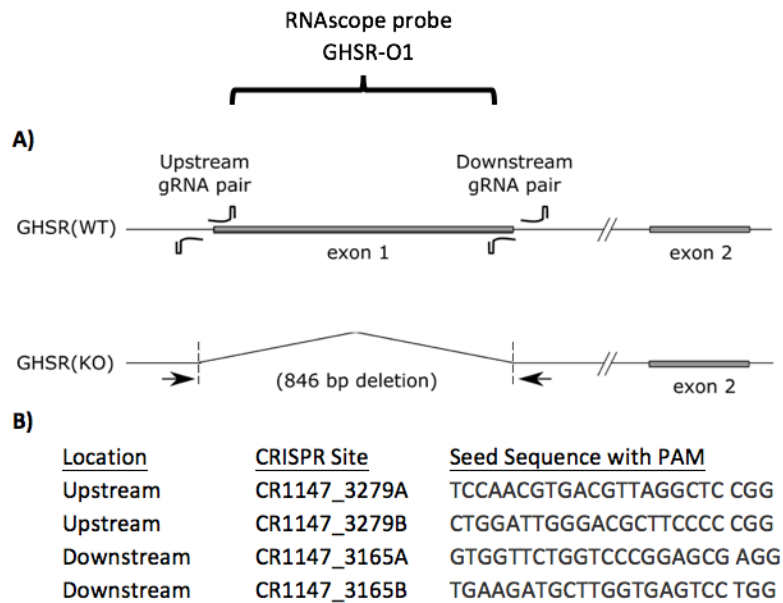 RNAscope probe
GHSR-O1
A)
Upstream
gRNA pair
Downstream
gRNA pair
GHSR(WT)
exon 1
exon 2
GHSR(KO)
(846 bp deletion)
exon 2
B)
Location CRISPR Site Seed Sequence with PAM
Upstream CR1147_3279A TCCAACGTGACGTTAGGCTC CGG
Upstream CR1147_3279B CTGGATTGGGACGCTTCCCC CGG
Downstream CR1147_3165A GTGGTTCTGGTCCCGGAGCG AGG
Downstream CR1147_3165B TGAAGATGCTTGGTGAGTCC TGG